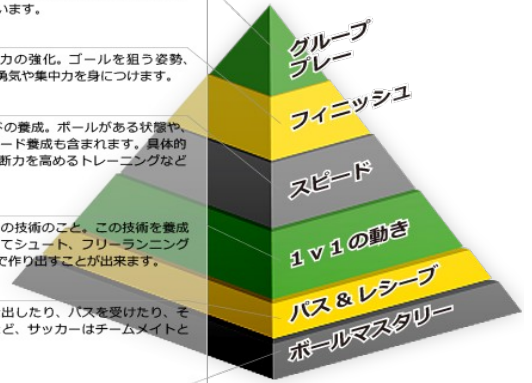 います。
力の強化。ゴールを狙う姿勢、
勇気や集中力を身につけます。
ドの養成。ボールがある状態や、
ード養成も含まれます。具体的
断力を高めるトレーニングなど
の技術のこと。この技術を養成
てシュート、フリーランニング
で作り出すことが出来ます。
出したり、パスを受けたり、そ
ど、サッカーはチームメイトと
グループ
プレー
フィニッシュ
スピード
1 v 1 の動き
パス & レシーブ
ボールマスタリー